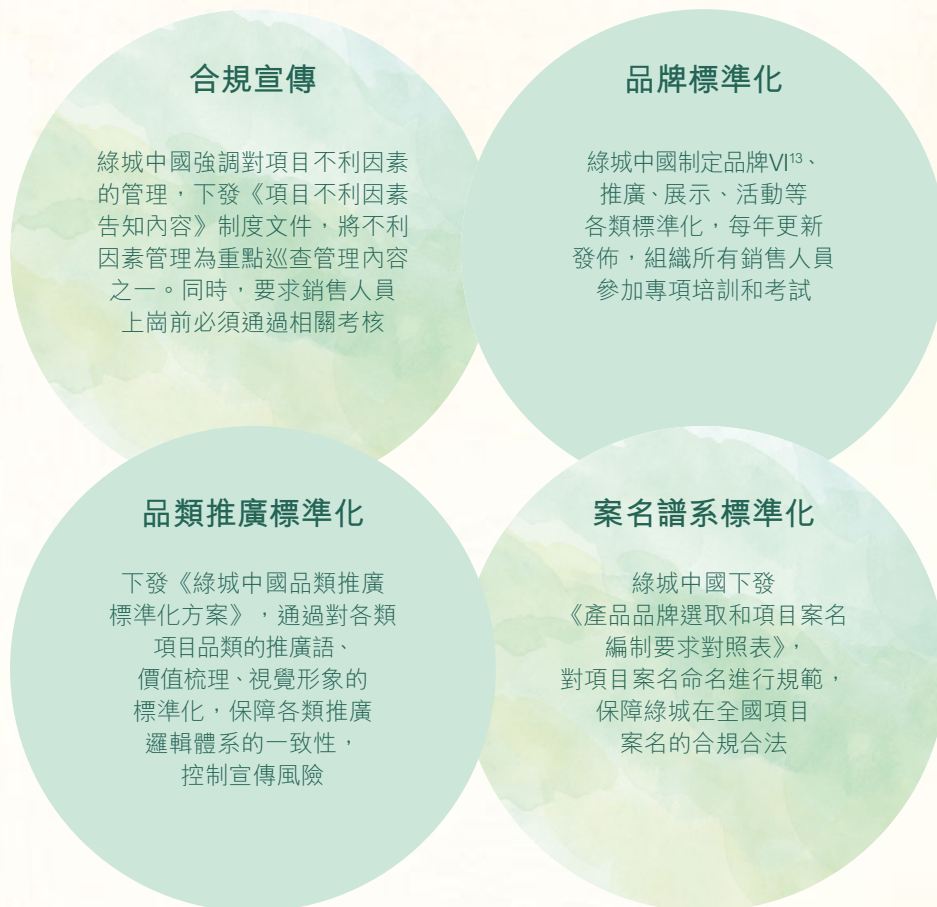 合規宣傳
綠城中國強調對項目不利因素
的管理，下發《項目不利因素
告知內容》制度文件，將不利
因素管理為重點巡查管理內容
之一。同時，要求銷售人員
上崗前必須通過相關考核
品牌標準化
綠城中國制定品牌VI¹³、
推廣、展示、活動等
各類標準化，每年更新
發佈，組織所有銷售人員
參加專項培訓和考試
品類推廣標準化
下發《綠城中國品類推廣
標準化方案》，通過對各類
項目品類的推廣語、
價值梳理、視覺形象的
標準化，保障各類推廣
邏輯體系的一致性，
控制宣傳風險
案名譜系標準化
綠城中國下發
《產品品牌選取和項目案名
編制要求對照表》，
對項目案名命名進行規範，
保障綠城在全國項目
案名的合規合法